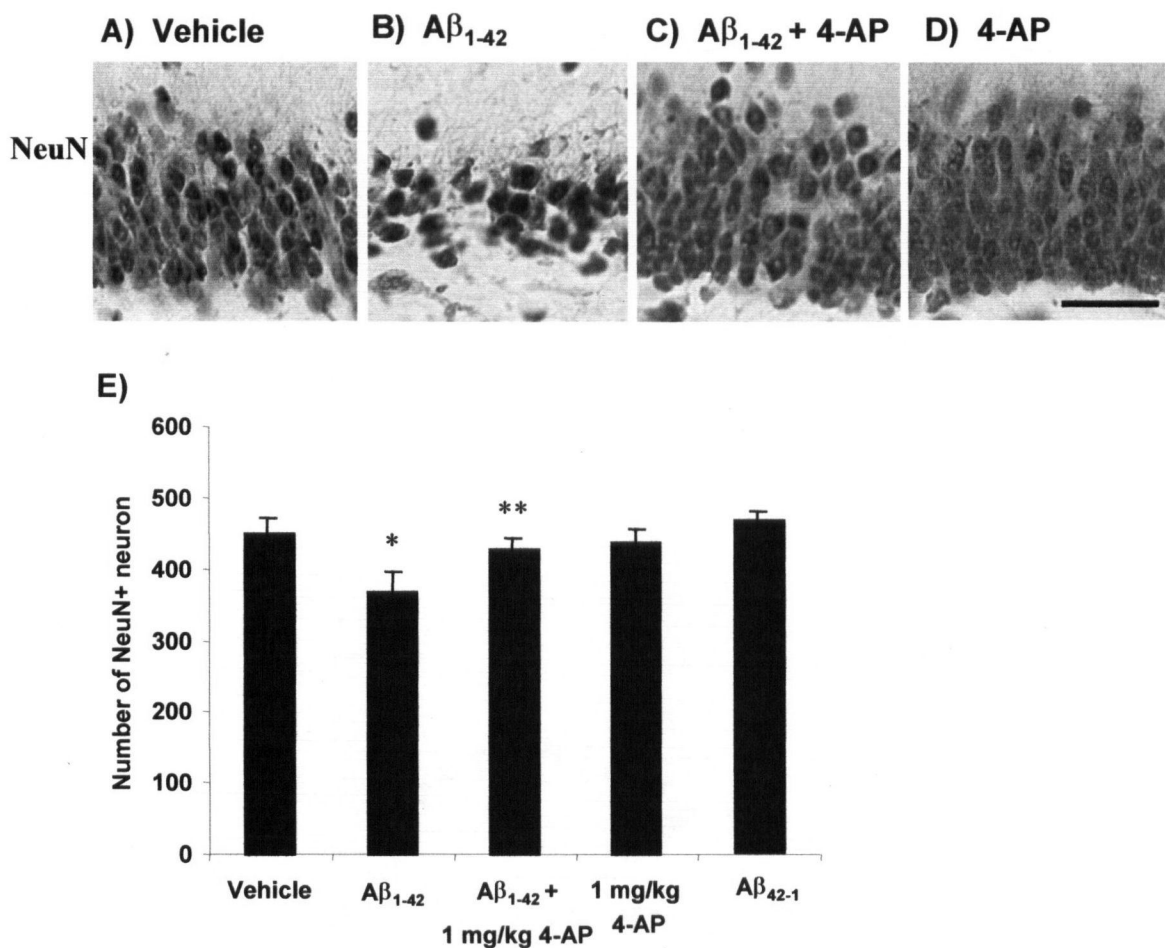 A) Vehicle
B) Aβ1-42
C) Aβ1-42 + 4-AP
D) 4-AP
NeuN
E)
600
500
400
300
200
100
0
Number of NeuN+ neuron
*
**
Vehicle
Aβ1-42
Aβ1-42 +
1 mg/kg 4-AP
1 mg/kg
4-AP
Aβ42-1